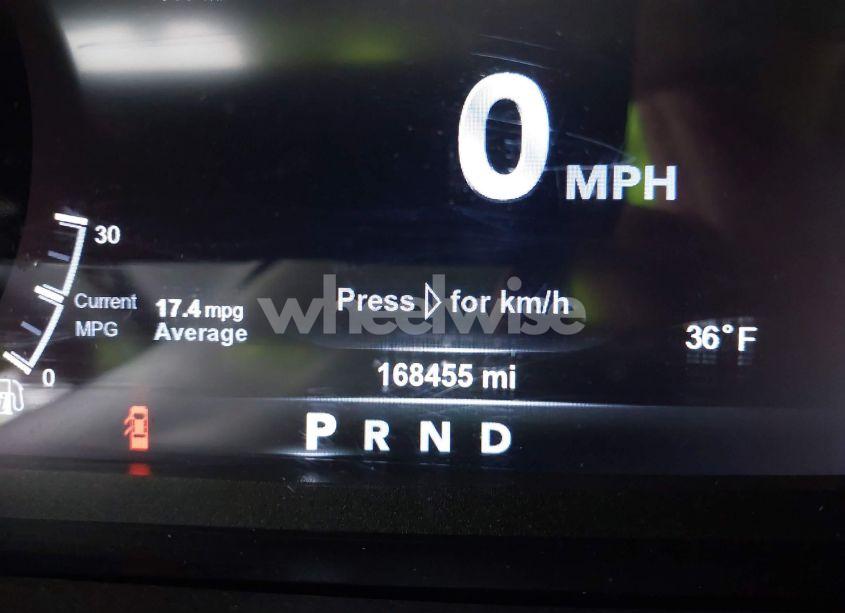 0 MPH
30
Current MPG
17.4 mpg
Average
Press ▷ for km/h
wheelwise
36°F
0
168455 mi
P R N D